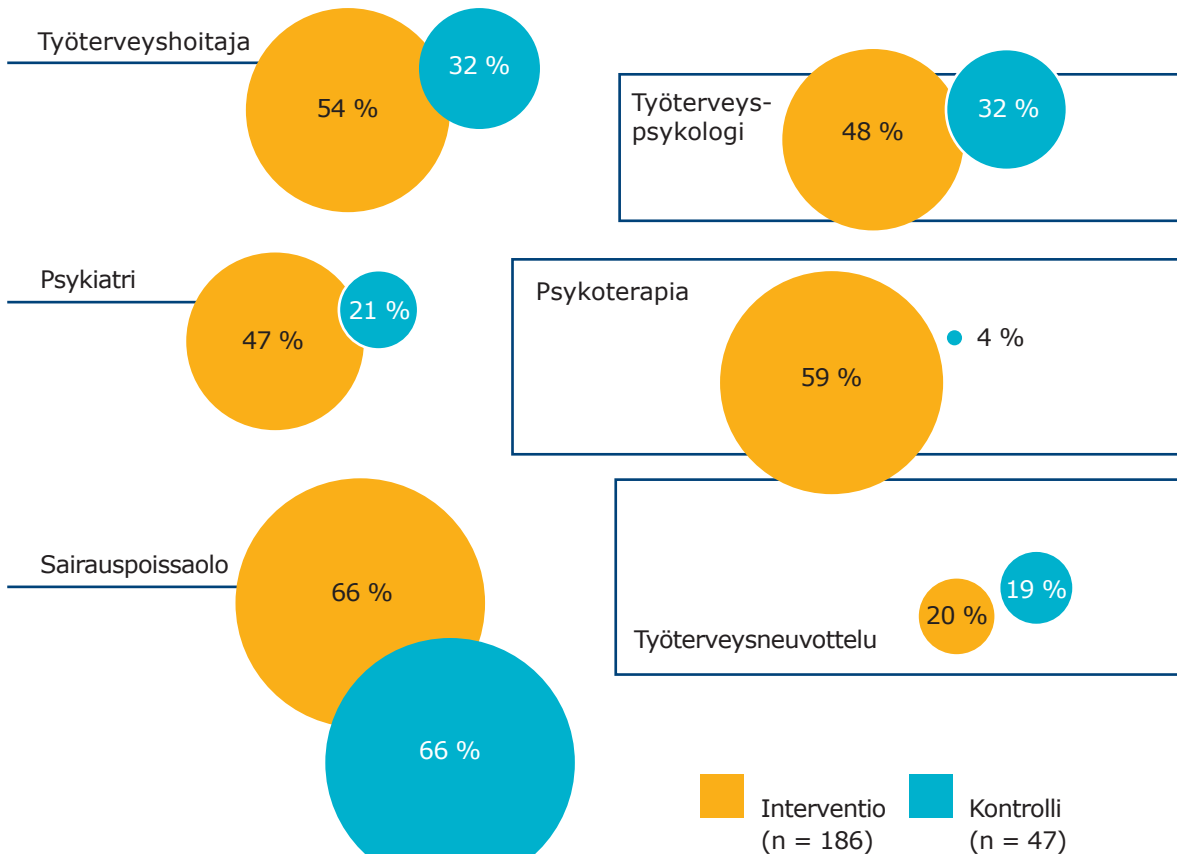 Työterveyshoitaja
54 %
32 %
Työterveys-
psykologi
48 %
32 %
Psykiatri
47 %
21 %
Psykoterapia
59 %
4 %
Sairauspoissaolo
66 %
66 %
Työterveysneuvottelu
20 %
19 %
Interventio
(n = 186)
Kontrolli
(n = 47)